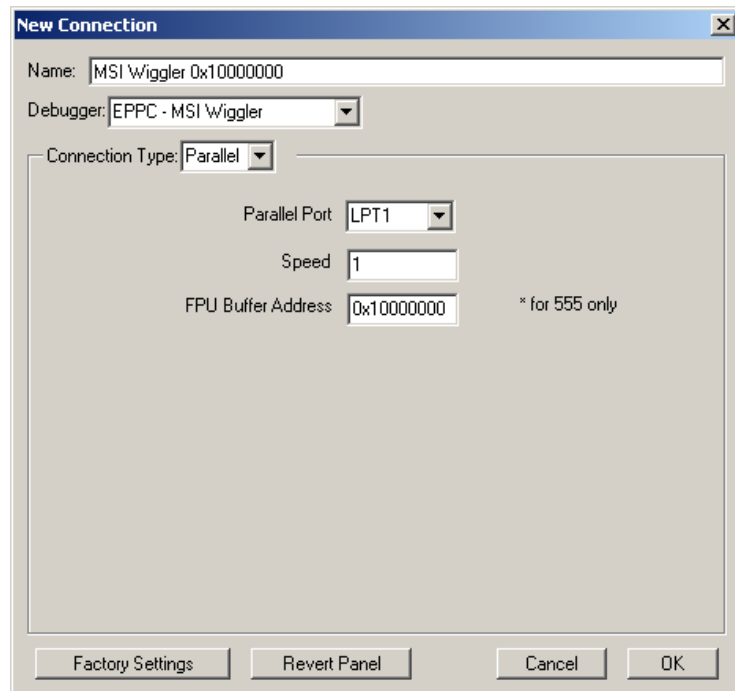 New Connection
Name: MSI Wiggler 0x10000000
Debugger: EPPC - MSI Wiggler
Connection Type: Parallel
Parallel Port LPT1
Speed 1
FPU Buffer Address 0x10000000 * for 555 only
Factory Settings Revert Panel Cancel OK